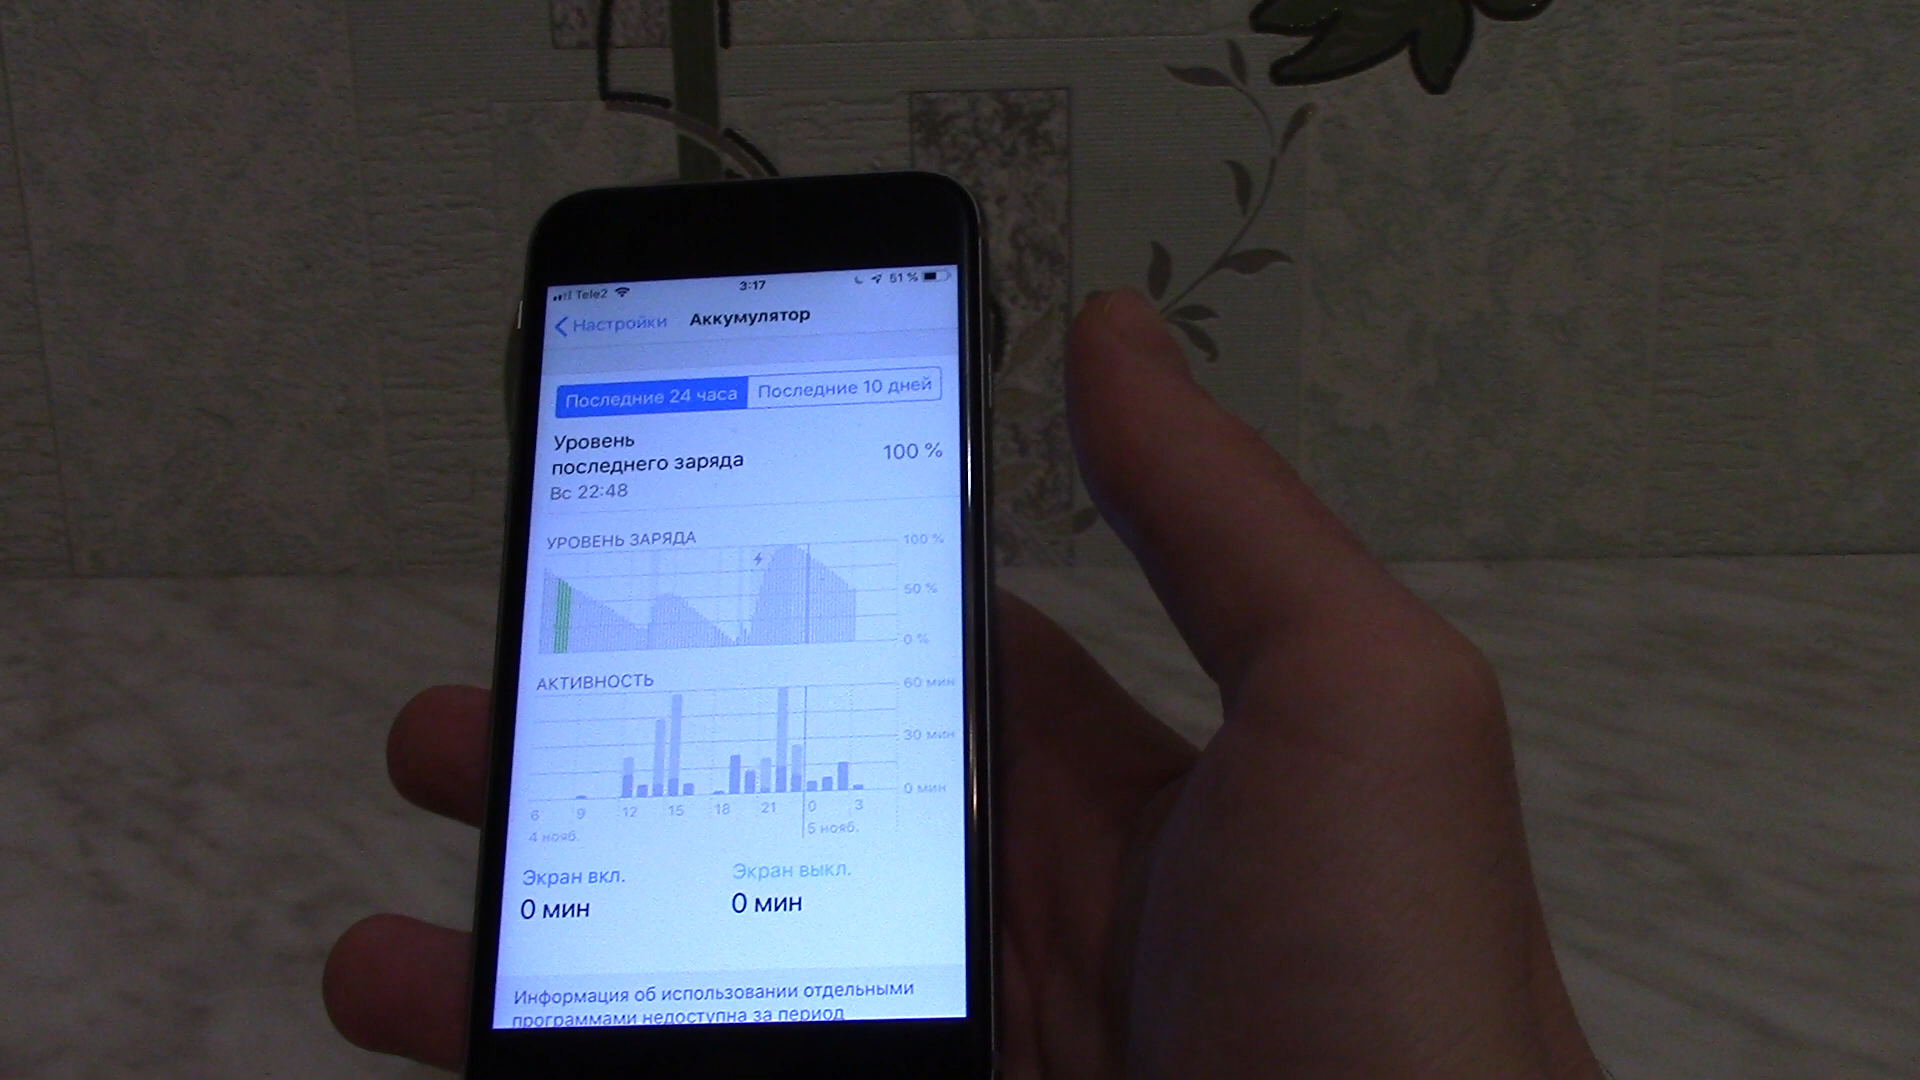 Tele2 3:17 51 %
Настройки Аккумулятор
Последние 24 часа Последние 10 дней
Уровень
последнего заряда 100 %
Вс 22:48
УРОВЕНЬ ЗАРЯДА
100 %
50 %
0 %
АКТИВНОСТЬ
60 мин
30 мин
0 мин
6 9 12 15 18 21 0 3
4 нояб. 5 нояб.
Экран вкл. Экран выкл.
0 мин 0 мин
Информация об использовании отдельными
программами недоступна за период